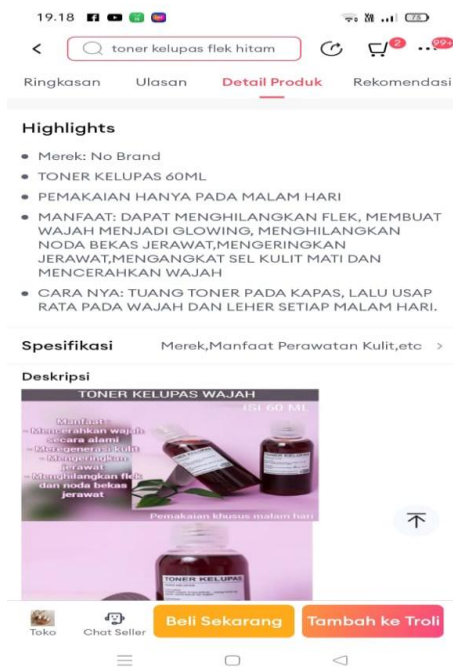 19.18
76
toner kelupas flek hitam
2
99+
Ringkasan Ulasan Detail Produk Rekomendasi
Highlights
Merek: No Brand
TONER KELUPAS 60ML
PEMAKAIAN HANYA PADA MALAM HARI
MANFAAT: DAPAT MENGHILANGKAN FLEK, MEMBUAT
WAJAH MENJADI GLOWING, MENGHILANGKAN
NODA BEKAS JERAWAT,MENGERINGKAN
JERAWAT,MENGANGKAT SEL KULIT MATI DAN
MENCERAHKAN WAJAH
CARA NYA: TUANG TONER PADA KAPAS, LALU USAP
RATA PADA WAJAH DAN LEHER SETIAP MALAM HARI.
Spesifikasi Merek,Manfaat Perawatan Kulit,etc >
Deskripsi
TONER KELUPAS WAJAH
ISI 60 ML
Manfaat :
- Mencerahkan wajah
secara alami
- Meregenerasi kulit
- Mengeringkan
jerawat
- Menghilangkan flek
dan noda bekas
jerawat
Pemakaian khusus malam hari
TONER KELUPAS
Toko
Chat Seller
Beli Sekarang
Tambah ke Troli